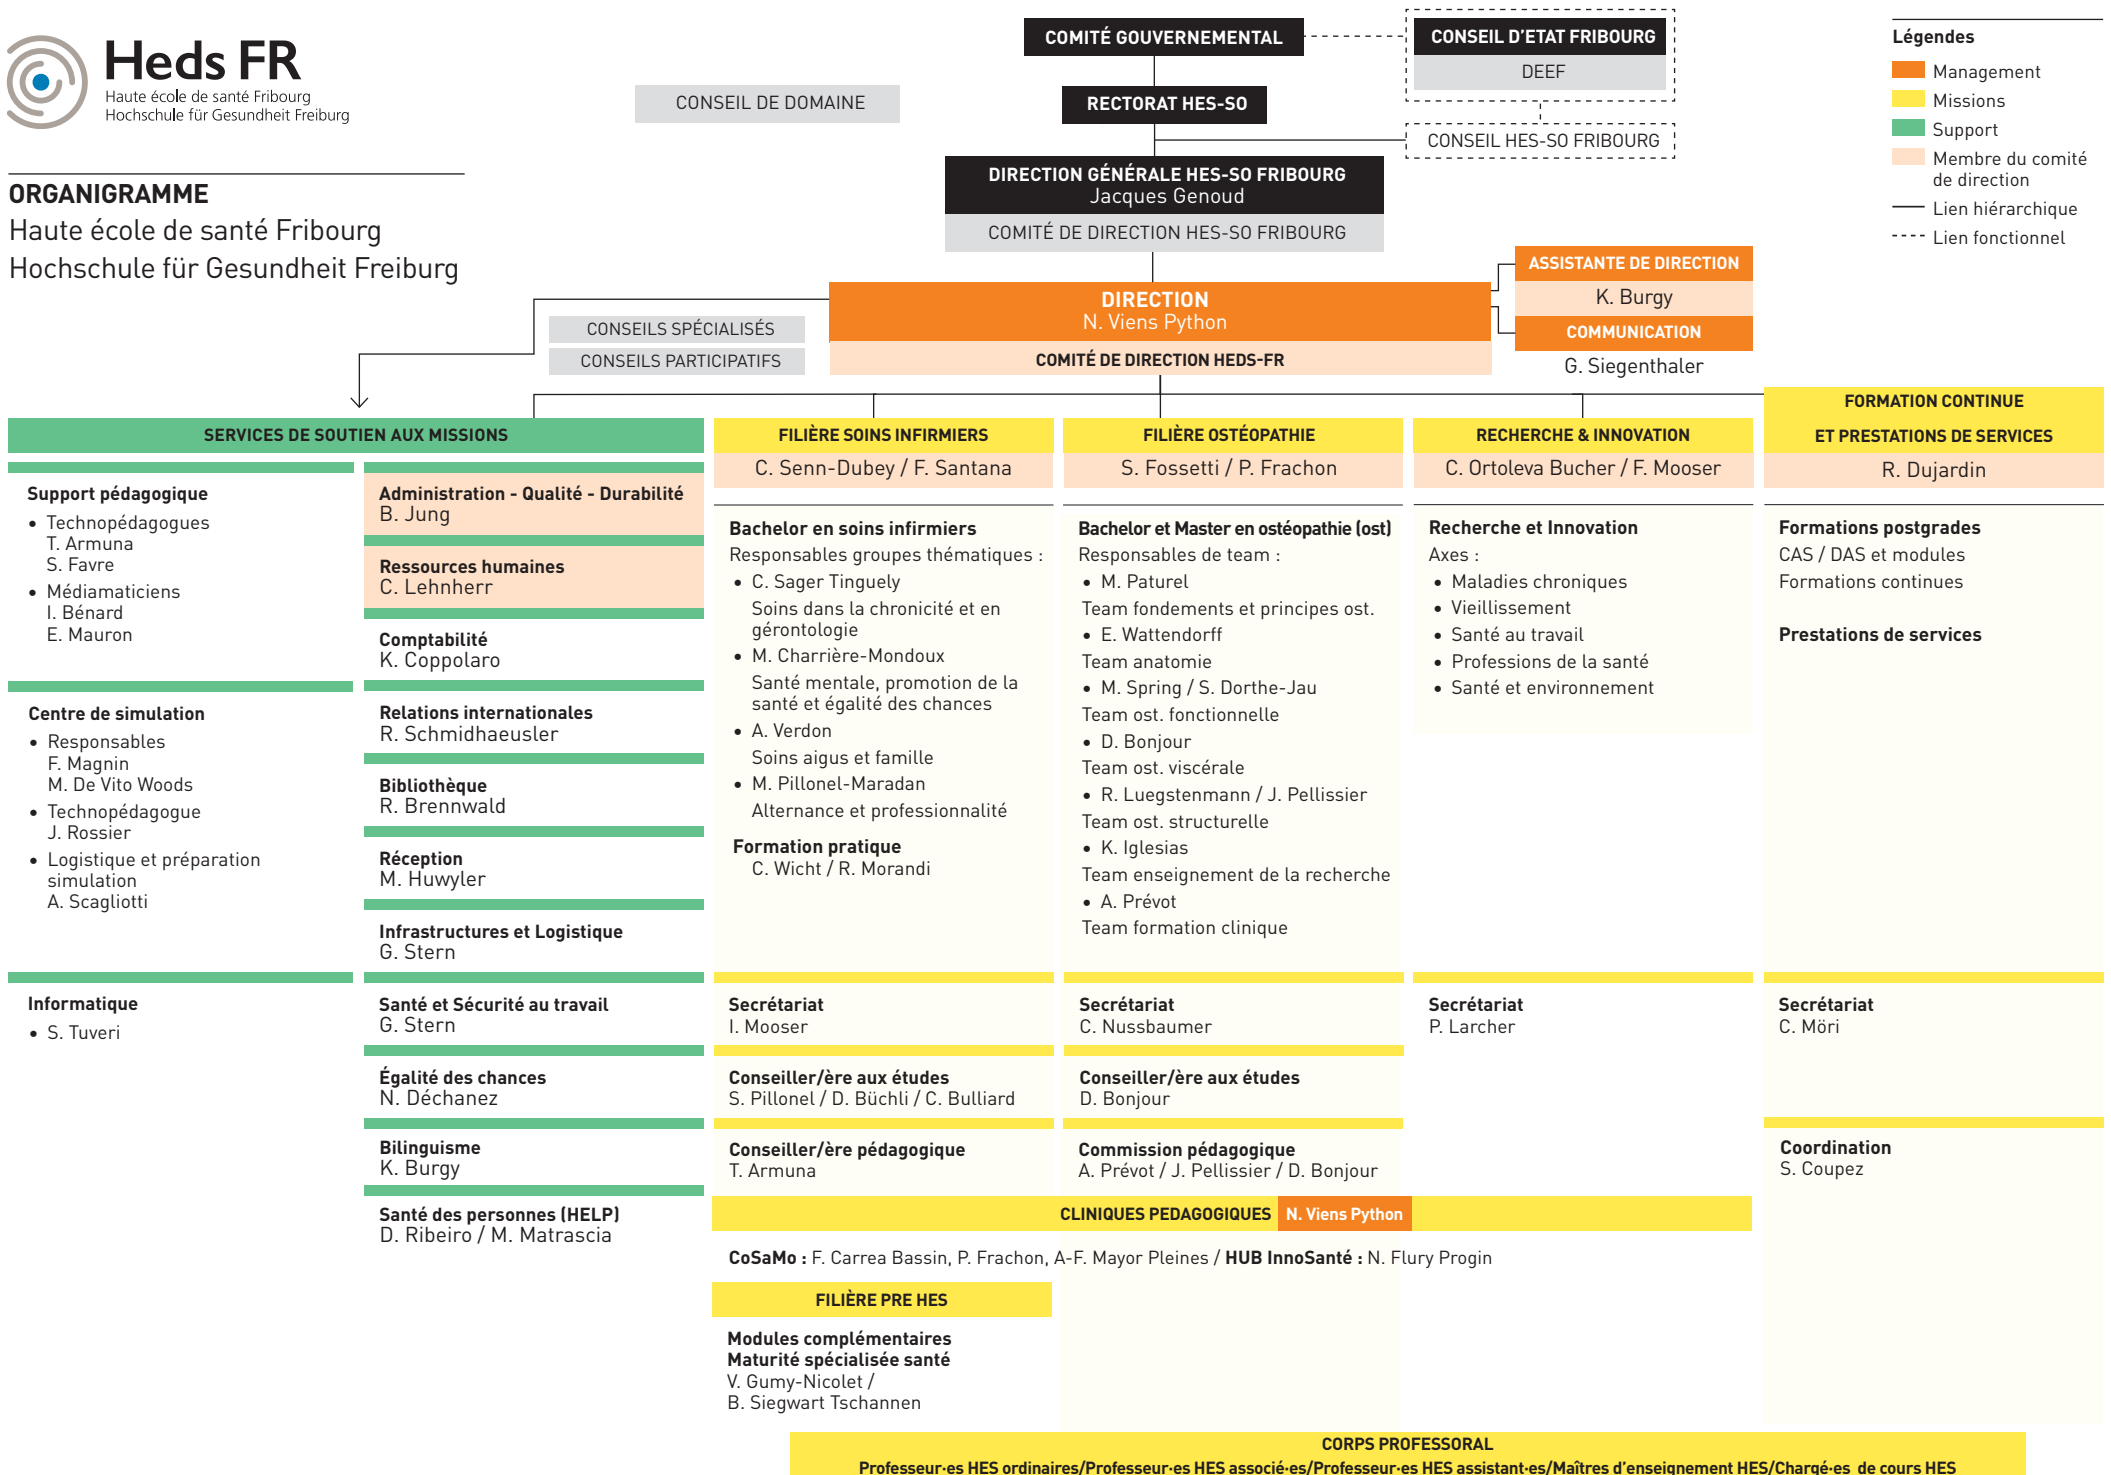 Heds FR
Haute école de santé Fribourg
Hochschule für Gesundheit Freiburg
ORGANIGRAMME
Haute école de santé Fribourg
Hochschule für Gesundheit Freiburg
CONSEIL DE DOMAINE
COMITÉ GOUVERNEMENTAL
CONSEIL D'ETAT FRIBOURG
DEEF
RECTORAT HES-SO
CONSEIL HES-SO FRIBOURG
DIRECTION GÉNÉRALE HES-SO FRIBOURG
Jacques Genoud
COMITÉ DE DIRECTION HES-SO FRIBOURG
Légendes
Management
Missions
Support
Membre du comité
de direction
Lien hiérarchique
Lien fonctionnel
DIRECTION
N. Viens Python
COMITÉ DE DIRECTION HEDS-FR
CONSEILS SPÉCIALISÉS
CONSEILS PARTICIPATIFS
ASSISTANTE DE DIRECTION
K. Burgy
COMMUNICATION
G. Siegenthaler
SERVICES DE SOUTIEN AUX MISSIONS
Support pédagogique
• Technopédagogues
T. Armuna
S. Favre
• Médiamaticiens
I. Bénard
E. Mauron
Centre de simulation
• Responsables
F. Magnin
M. De Vito Woods
• Technopédagogue
J. Rossier
• Logistique et préparation
simulation
A. Scagliotti
Informatique
• S. Tuveri
Administration - Qualité - Durabilité
B. Jung
Ressources humaines
C. Lehnherr
Comptabilité
K. Coppolaro
Relations internationales
R. Schmidhaeusler
Bibliothèque
R. Brennwald
Réception
M. Huwyler
Infrastructures et Logistique
G. Stern
Santé et Sécurité au travail
G. Stern
Égalité des chances
N. Déchanez
Bilinguisme
K. Burgy
Santé des personnes (HELP)
D. Ribeiro / M. Matrascia
FILIÈRE SOINS INFIRMIERS
C. Senn-Dubey / F. Santana
Bachelor en soins infirmiers
Responsables groupes thématiques :
• C. Sager Tinguely
Soins dans la chronicité et en
gérontologie
• M. Charrière-Mondoux
Santé mentale, promotion de la
santé et égalité des chances
• A. Verdon
Soins aigus et famille
• M. Pillonel-Maradan
Alternance et professionnalité
Formation pratique
C. Wicht / R. Morandi
Secrétariat
I. Mooser
Conseiller/ère aux études
S. Pillonel / D. Büchli / C. Bulliard
Conseiller/ère pédagogique
T. Armuna
FILIÈRE OSTÉOPATHIE
S. Fossetti / P. Frachon
Bachelor et Master en ostéopathie (ost)
Responsables de team :
• M. Paturel
Team fondements et principes ost.
• E. Wattendorff
Team anatomie
• M. Spring / S. Dorthe-Jau
Team ost. fonctionnelle
• D. Bonjour
Team ost. viscérale
• R. Luegstenmann / J. Pellissier
Team ost. structurelle
• K. Iglesias
Team enseignement de la recherche
• A. Prévot
Team formation clinique
Secrétariat
C. Nussbaumer
Conseiller/ère aux études
D. Bonjour
Commission pédagogique
A. Prévot / J. Pellissier / D. Bonjour
RECHERCHE & INNOVATION
C. Ortoleva Bucher / F. Mooser
Recherche et Innovation
Axes :
• Maladies chroniques
• Vieillissement
• Santé au travail
• Professions de la santé
• Santé et environnement
Secrétariat
P. Larcher
FORMATION CONTINUE
ET PRESTATIONS DE SERVICES
R. Dujardin
Formations postgrades
CAS / DAS et modules
Formations continues
Prestations de services
Secrétariat
C. Möri
Coordination
S. Coupez
CLINIQUES PEDAGOGIQUES N. Viens Python
CoSaMo : F. Carrea Bassin, P. Frachon, A-F. Mayor Pleines / HUB InnoSanté : N. Flury Progin
FILIÈRE PRE HES
Modules complémentaires
Maturité spécialisée santé
V. Gumy-Nicolet /
B. Siegwart Tschannen
CORPS PROFESSORAL
Professeur·es HES ordinaires/Professeur·es HES associé·es/Professeur·es HES assistant·es/Maîtres d'enseignement HES/Chargé·es de cours HES